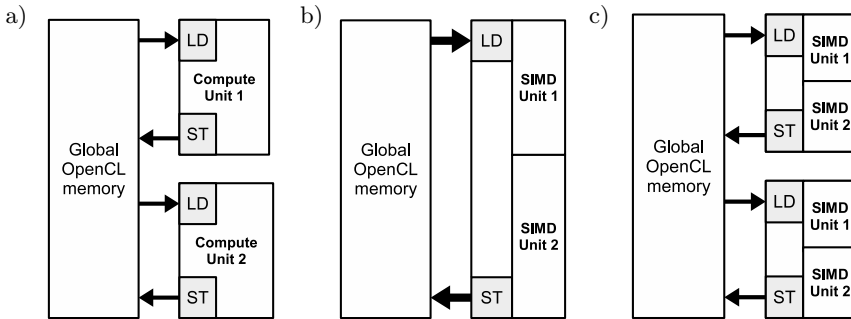 a)
LD
Compute
Unit 1
ST
Global
OpenCL
memory
LD
Compute
Unit 2
ST
b)
LD
SIMD
Unit 1
Global
OpenCL
memory
SIMD
Unit 2
ST
c)
LD
SIMD
Unit 1
SIMD
Unit 2
ST
Global
OpenCL
memory
LD
SIMD
Unit 1
SIMD
Unit 2
ST